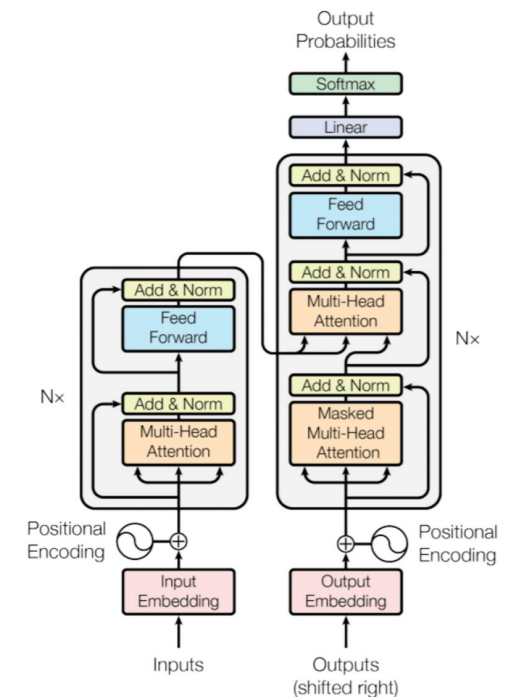 Output
Probabilities
Softmax
Linear
Add & Norm
Feed
Forward
Add & Norm
Multi-Head
Attention
Add & Norm
Masked
Multi-Head
Attention
N×
Add & Norm
Feed
Forward
Add & Norm
Multi-Head
Attention
N×
Positional
Encoding
Positional
Encoding
Input
Embedding
Output
Embedding
Inputs
Outputs
(shifted right)